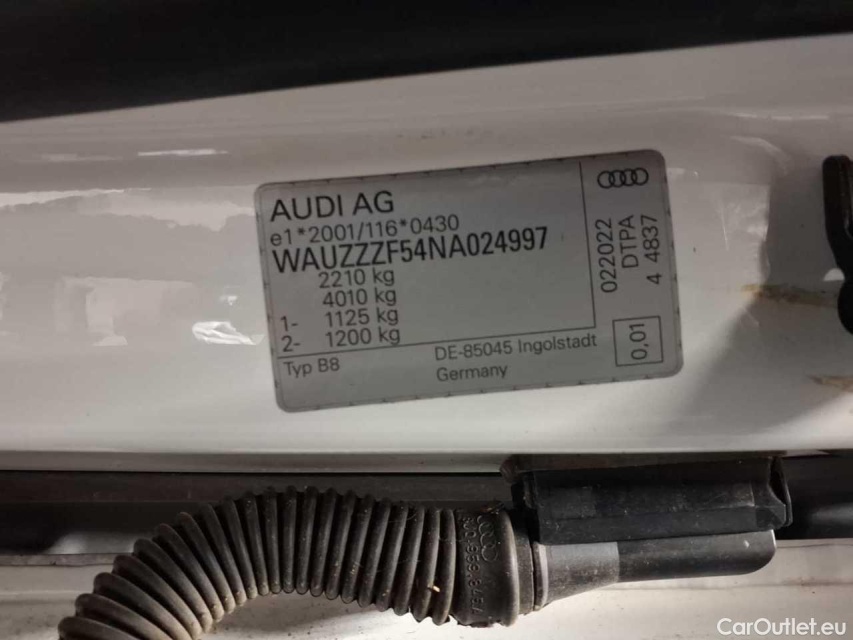 AUDI AG
e1*2001/116*0430
WAUZZZF54NA024997
2210 kg
4010 kg
1- 1125 kg
2- 1200 kg
Typ B8
DE-85045 Ingolstadt
Germany
022022
DTPA
4 4837
0,01
CarOutlet.eu